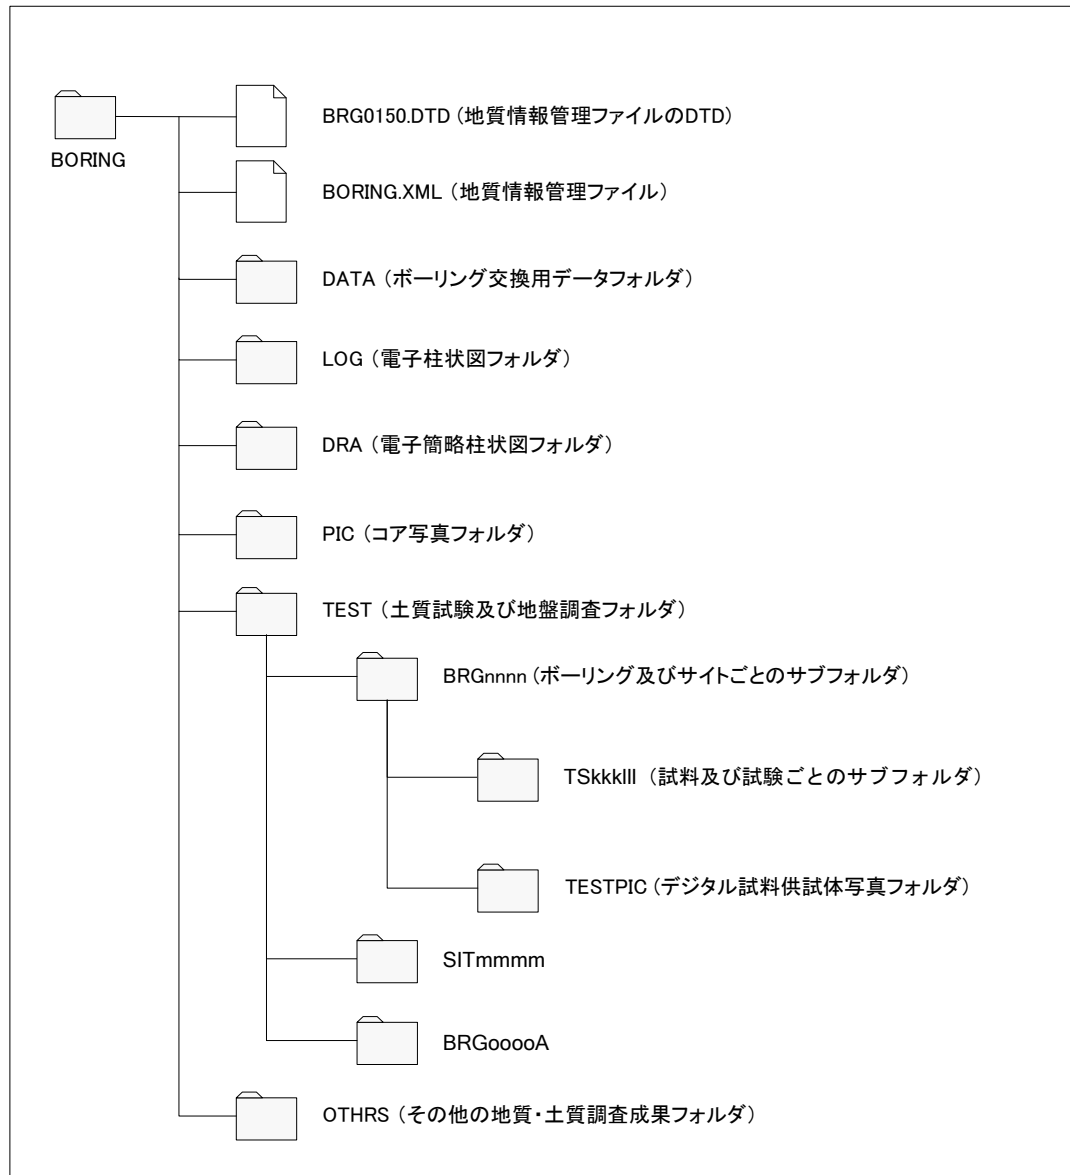 BRG0150.DTD（地質情報管理ファイルのDTD）
BORING
BORING.XML（地質情報管理ファイル）
DATA（ボーリング交換用データフォルダ）
LOG（電子柱状図フォルダ）
DRA（電子簡略柱状図フォルダ）
PIC（コア写真フォルダ）
TEST（土質試験及び地盤調査フォルダ）
BRGnnnn（ボーリング及びサイトごとのサブフォルダ）
TSkkklll（試料及び試験ごとのサブフォルダ）
TESTPIC（デジタル試料供試体写真フォルダ）
SITmmmm
BRGooooA
OTHRS（その他の地質・土質調査成果フォルダ）